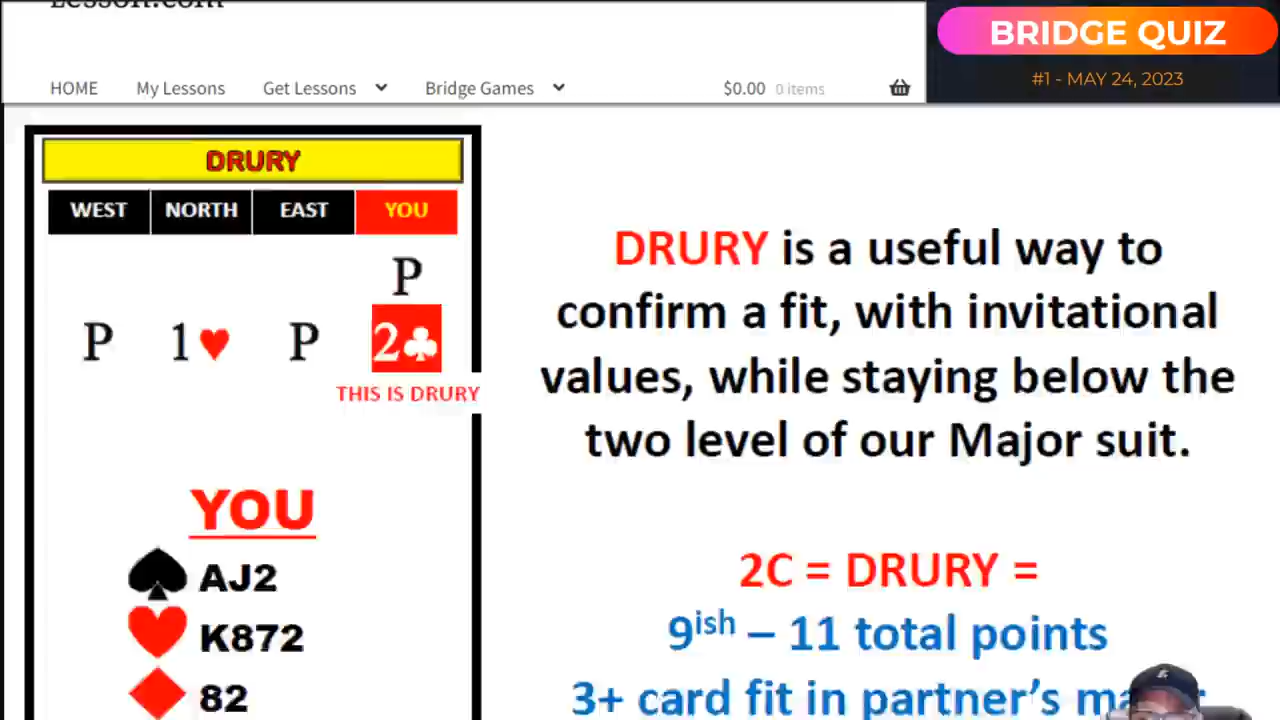 Lesson.com
BRIDGE QUIZ
#1 - MAY 24, 2023
HOME My Lessons Get Lessons Bridge Games $0.00 0 items
DRURY
WEST NORTH EAST YOU
P
P 1♥ P 2♣
THIS IS DRURY
YOU
♠ AJ2
♥ K872
♦ 82
DRURY is a useful way to
confirm a fit, with invitational
values, while staying below the
two level of our Major suit.
2C = DRURY =
9ish – 11 total points
3+ card fit in partner's